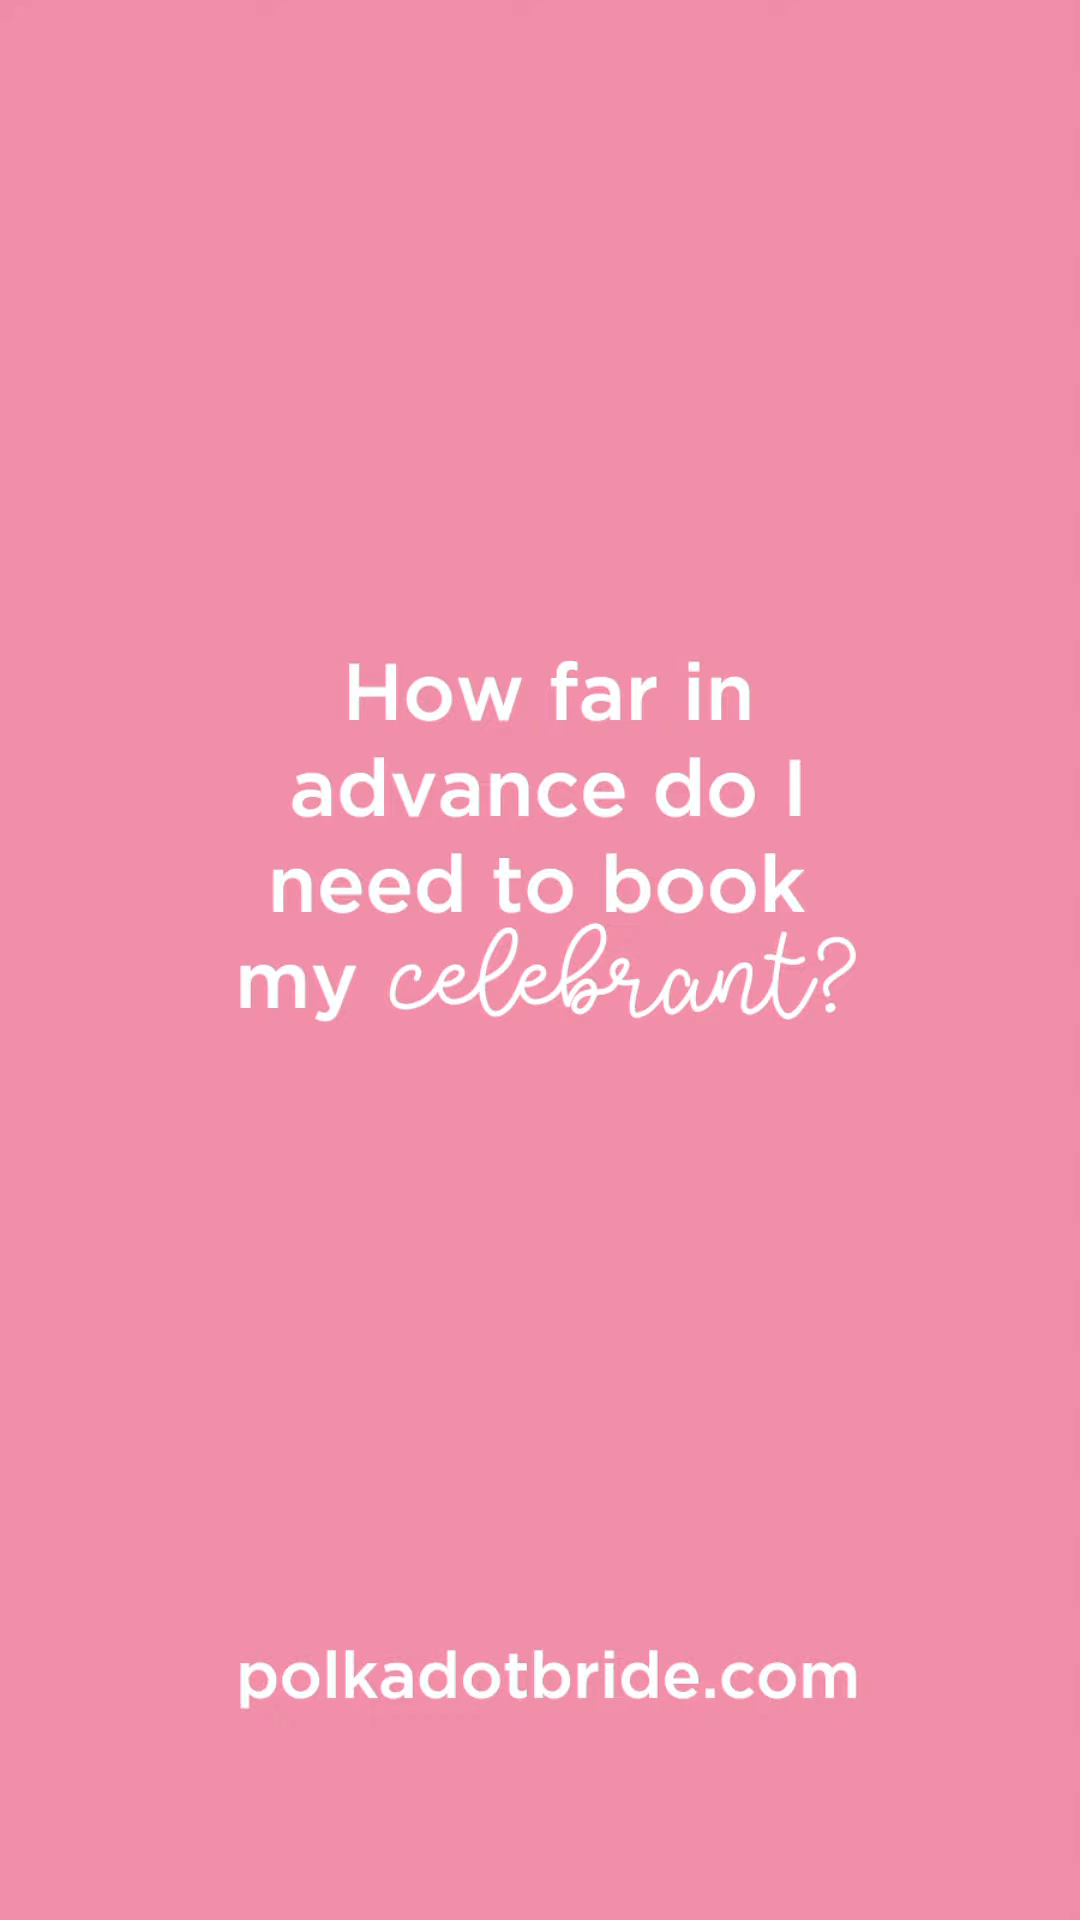 How far in
advance do I
need to book
my celebrant?
polkadotbride.com